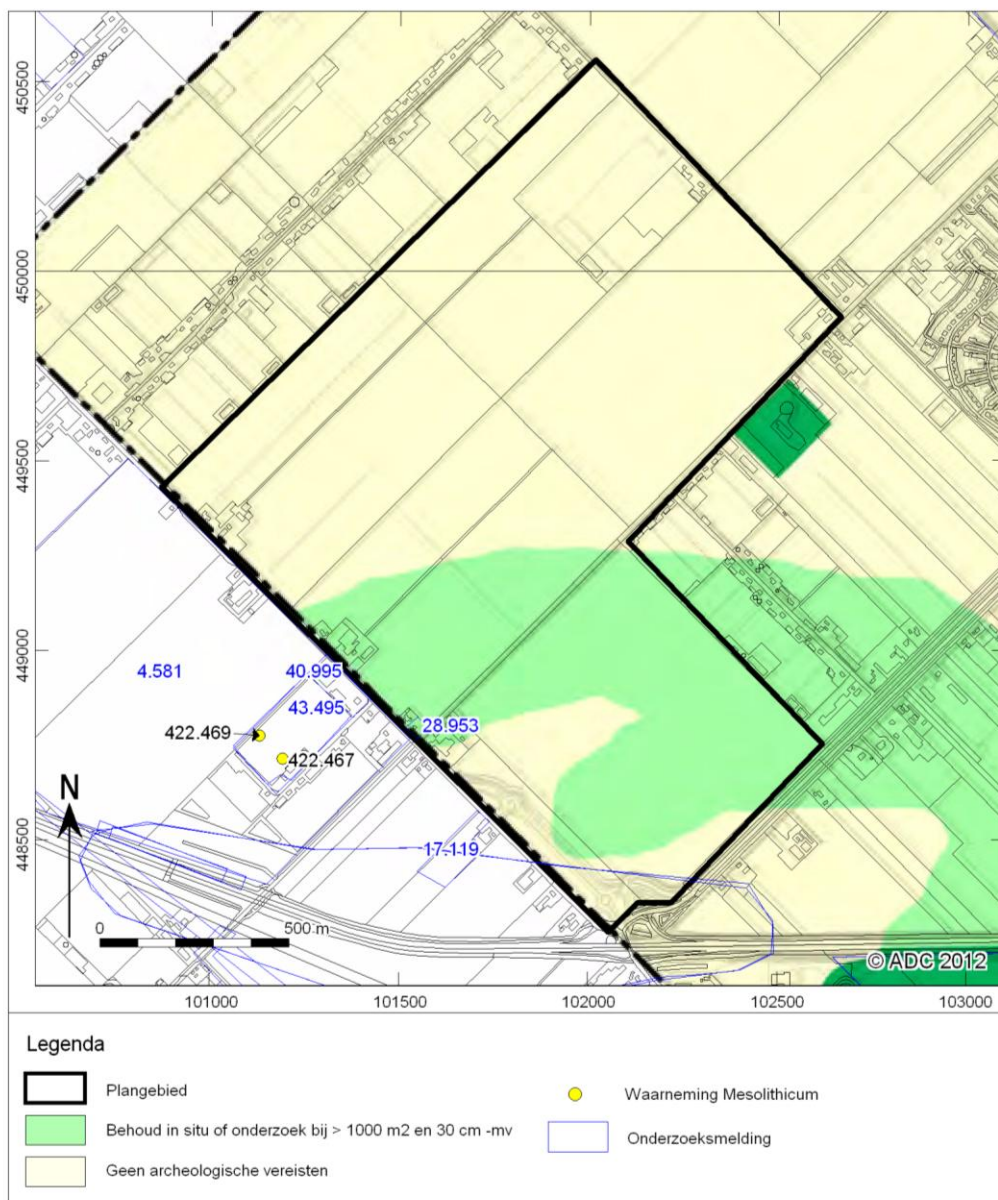 450500
450000
449500
449000
448500
4.581
40.995
43.495
422.469
28.953
422.467
17.119
N
0
500 m
© ADC 2012
101000
101500
102000
102500
103000
Legenda
Plangebied
Behoud in situ of onderzoek bij > 1000 m2 en 30 cm -mv
Geen archeologische vereisten
Waarneming Mesolithicum
Onderzoeksmelding